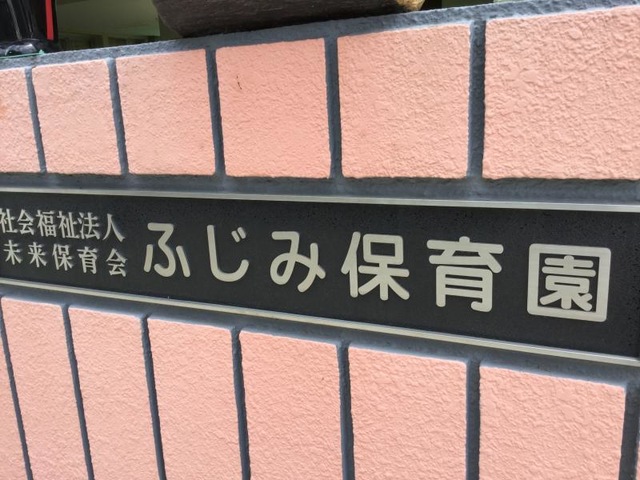 社会福祉法人
未来保育会
ふじみ保育園